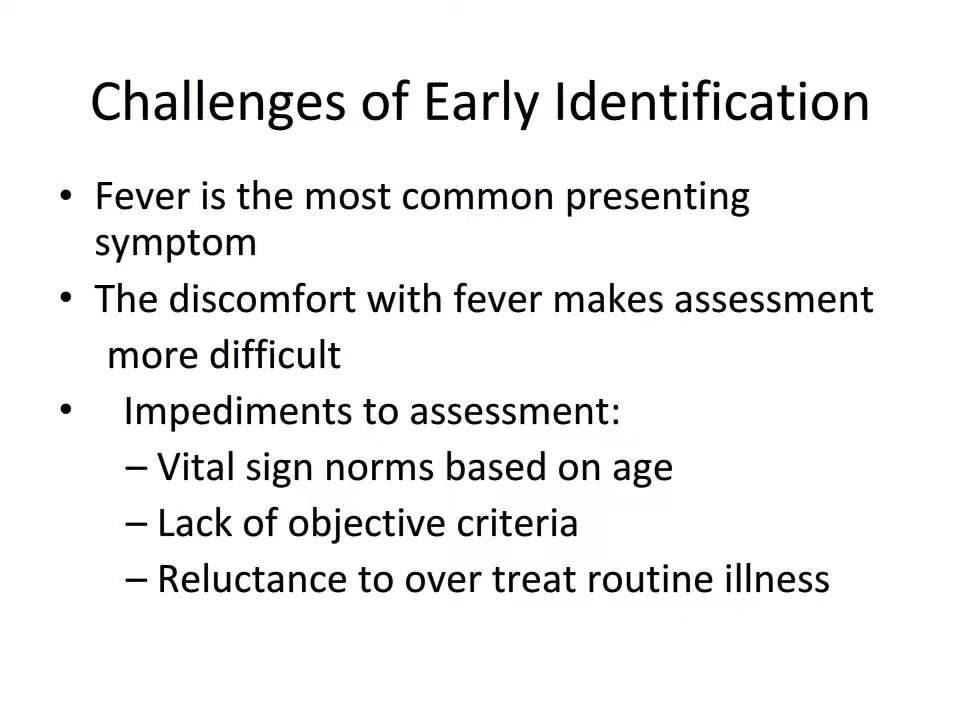 Challenges of Early Identification
• Fever is the most common presenting
symptom
• The discomfort with fever makes assessment
more difficult
• Impediments to assessment:
– Vital sign norms based on age
– Lack of objective criteria
– Reluctance to over treat routine illness